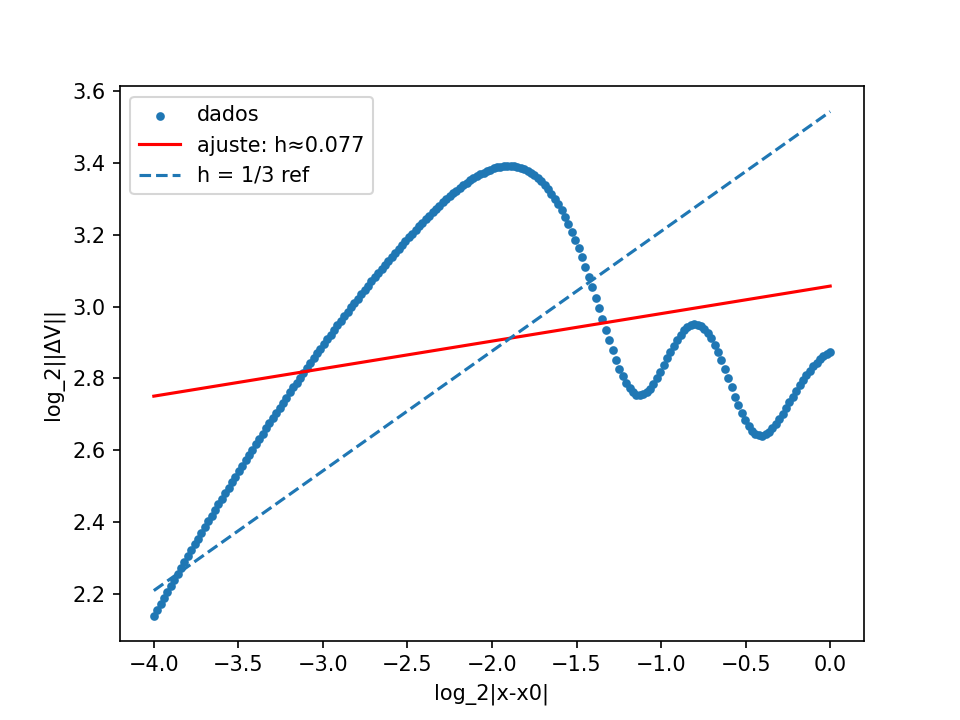 dados
ajuste: h≈0.077
h = 1/3 ref
3.6
3.4
3.2
3.0
2.8
2.6
2.4
2.2
log_2||ΔV||
−4.0 −3.5 −3.0 −2.5 −2.0 −1.5 −1.0 −0.5 0.0
log_2|x-x0|